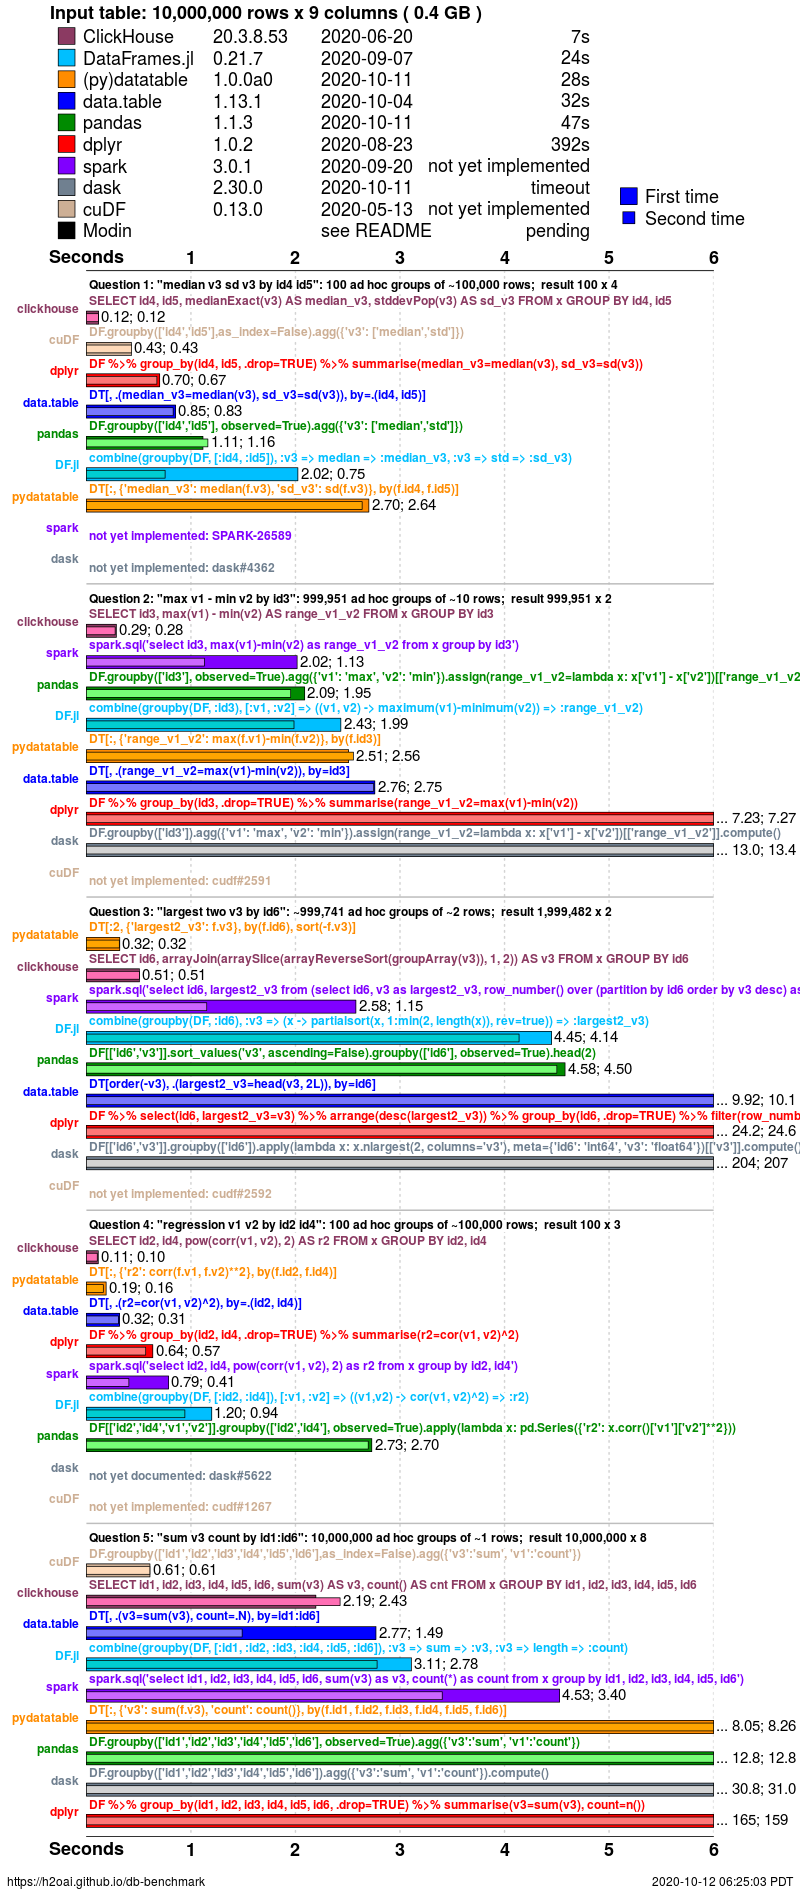 Input table: 10,000,000 rows x 9 columns ( 0.4 GB )
ClickHouse 20.3.8.53 2020-06-20 7s
DataFrames.jl 0.21.7 2020-09-07 24s
(py)datatable 1.0.0a0 2020-10-11 28s
data.table 1.13.1 2020-10-04 32s
pandas 1.1.3 2020-10-11 47s
dplyr 1.0.2 2020-08-23 392s
spark 3.0.1 2020-09-20 not yet implemented
dask 2.30.0 2020-10-11 timeout
cuDF 0.13.0 2020-05-13 not yet implemented
Modin see README pending
First time
Second time
Seconds 1 2 3 4 5 6
Question 1: "median v3 sd v3 by id4 id5": 100 ad hoc groups of ~100,000 rows; result 100 x 4
SELECT id4, id5, medianExact(v3) AS median_v3, stddevPop(v3) AS sd_v3 FROM x GROUP BY id4, id5
clickhouse 0.12; 0.12
DF.groupby(['id4','id5'],as_index=False).agg({'v3': ['median','std']})
cuDF 0.43; 0.43
DF %>% group_by(id4, id5, .drop=TRUE) %>% summarise(median_v3=median(v3), sd_v3=sd(v3))
dplyr 0.70; 0.67
DT[, .(median_v3=median(v3), sd_v3=sd(v3)), by=.(id4, id5)]
data.table 0.85; 0.83
DF.groupby(['id4','id5'], observed=True).agg({'v3': ['median','std']})
pandas 1.11; 1.16
combine(groupby(DF, [:id4, :id5]), :v3 => median => :median_v3, :v3 => std => :sd_v3)
DF.jl 2.02; 0.75
DT[:, {'median_v3': median(f.v3), 'sd_v3': sd(f.v3)}, by(f.id4, f.id5)]
pydatatable 2.70; 2.64
spark not yet implemented: SPARK-26589
dask not yet implemented: dask#4362
Question 2: "max v1 - min v2 by id3": 999,951 ad hoc groups of ~10 rows; result 999,951 x 2
SELECT id3, max(v1) - min(v2) AS range_v1_v2 FROM x GROUP BY id3
clickhouse 0.29; 0.28
spark.sql('select id3, max(v1)-min(v2) as range_v1_v2 from x group by id3')
spark 2.02; 1.13
DF.groupby(['id3'], observed=True).agg({'v1': 'max', 'v2': 'min'}).assign(range_v1_v2=lambda x: x['v1'] - x['v2'])[['range_v1_v2
pandas 2.09; 1.95
combine(groupby(DF, :id3), [:v1, :v2] => ((v1, v2) -> maximum(v1)-minimum(v2)) => :range_v1_v2)
DF.jl 2.43; 1.99
DT[:, {'range_v1_v2': max(f.v1)-min(f.v2)}, by(f.id3)]
pydatatable 2.51; 2.56
DT[, .(range_v1_v2=max(v1)-min(v2)), by=id3]
data.table 2.76; 2.75
DF %>% group_by(id3, .drop=TRUE) %>% summarise(range_v1_v2=max(v1)-min(v2))
dplyr ... 7.23; 7.27
DF.groupby(['id3']).agg({'v1': 'max', 'v2': 'min'}).assign(range_v1_v2=lambda x: x['v1'] - x['v2'])[['range_v1_v2']].compute()
dask ... 13.0; 13.4
cuDF not yet implemented: cudf#2591
Question 3: "largest two v3 by id6": ~999,741 ad hoc groups of ~2 rows; result 1,999,482 x 2
DT[:2, {'largest2_v3': f.v3}, by(f.id6), sort(-f.v3)]
pydatatable 0.32; 0.32
SELECT id6, arrayJoin(arraySlice(arrayReverseSort(groupArray(v3)), 1, 2)) AS v3 FROM x GROUP BY id6
clickhouse 0.51; 0.51
spark.sql('select id6, largest2_v3 from (select id6, v3 as largest2_v3, row_number() over (partition by id6 order by v3 desc) as
spark 2.58; 1.15
combine(groupby(DF, :id6), :v3 => (x -> partialsort(x, 1:min(2, length(x)), rev=true)) => :largest2_v3)
DF.jl 4.45; 4.14
DF[['id6','v3']].sort_values('v3', ascending=False).groupby(['id6'], observed=True).head(2)
pandas 4.58; 4.50
DT[order(-v3), .(largest2_v3=head(v3, 2L)), by=id6]
data.table ... 9.92; 10.1
DF %>% select(id6, largest2_v3=v3) %>% arrange(desc(largest2_v3)) %>% group_by(id6, .drop=TRUE) %>% filter(row_numb
dplyr ... 24.2; 24.6
DF[['id6','v3']].groupby(['id6']).apply(lambda x: x.nlargest(2, columns='v3'), meta={'id6': 'int64', 'v3': 'float64'})[['v3']].compute()
dask ... 204; 207
cuDF not yet implemented: cudf#2592
Question 4: "regression v1 v2 by id2 id4": 100 ad hoc groups of ~100,000 rows; result 100 x 3
SELECT id2, id4, pow(corr(v1, v2), 2) AS r2 FROM x GROUP BY id2, id4
clickhouse 0.11; 0.10
DT[:, {'r2': corr(f.v1, f.v2)**2}, by(f.id2, f.id4)]
pydatatable 0.19; 0.16
DT[, .(r2=cor(v1, v2)^2), by=.(id2, id4)]
data.table 0.32; 0.31
DF %>% group_by(id2, id4, .drop=TRUE) %>% summarise(r2=cor(v1, v2)^2)
dplyr 0.64; 0.57
spark.sql('select id2, id4, pow(corr(v1, v2), 2) as r2 from x group by id2, id4')
spark 0.79; 0.41
combine(groupby(DF, [:id2, :id4]), [:v1, :v2] => ((v1,v2) -> cor(v1, v2)^2) => :r2)
DF.jl 1.20; 0.94
DF[['id2','id4','v1','v2']].groupby(['id2','id4'], observed=True).apply(lambda x: pd.Series({'r2': x.corr()['v1']['v2']**2}))
pandas 2.73; 2.70
dask not yet documented: dask#5622
cuDF not yet implemented: cudf#1267
Question 5: "sum v3 count by id1:id6": 10,000,000 ad hoc groups of ~1 rows; result 10,000,000 x 8
DF.groupby(['id1','id2','id3','id4','id5','id6'],as_index=False).agg({'v3':'sum', 'v1':'count'})
cuDF 0.61; 0.61
SELECT id1, id2, id3, id4, id5, id6, sum(v3) AS v3, count() AS cnt FROM x GROUP BY id1, id2, id3, id4, id5, id6
clickhouse 2.19; 2.43
DT[, .(v3=sum(v3), count=.N), by=id1:id6]
data.table 2.77; 1.49
combine(groupby(DF, [:id1, :id2, :id3, :id4, :id5, :id6]), :v3 => sum => :v3, :v3 => length => :count)
DF.jl 3.11; 2.78
spark.sql('select id1, id2, id3, id4, id5, id6, sum(v3) as v3, count(*) as count from x group by id1, id2, id3, id4, id5, id6')
spark 4.53; 3.40
DT[:, {'v3': sum(f.v3), 'count': count()}, by(f.id1, f.id2, f.id3, f.id4, f.id5, f.id6)]
pydatatable ... 8.05; 8.26
DF.groupby(['id1','id2','id3','id4','id5','id6'], observed=True).agg({'v3':'sum', 'v1':'count'})
pandas ... 12.8; 12.8
DF.groupby(['id1','id2','id3','id4','id5','id6']).agg({'v3':'sum', 'v1':'count'}).compute()
dask ... 30.8; 31.0
DF %>% group_by(id1, id2, id3, id4, id5, id6, .drop=TRUE) %>% summarise(v3=sum(v3), count=n())
dplyr ... 165; 159
Seconds 1 2 3 4 5 6
https://h2oai.github.io/db-benchmark 2020-10-12 06:25:03 PDT